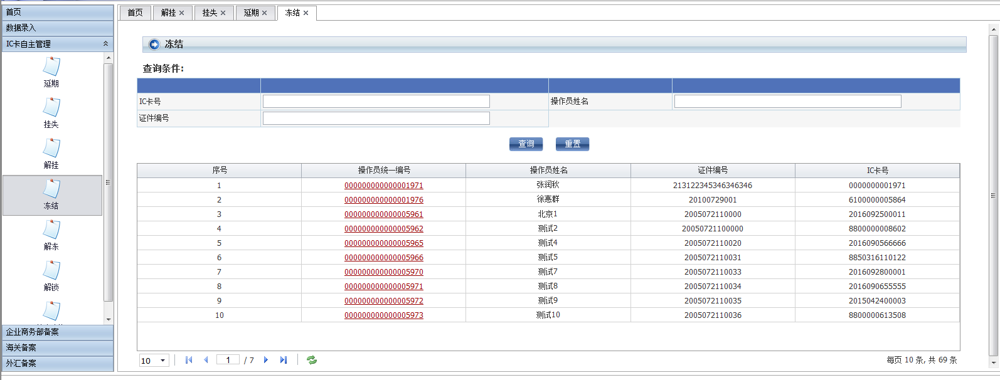 首页
数据录入
IC卡自主管理
延期
挂失
解挂
冻结
解冻
解锁
企业商务部备案
海关备案
外汇备案
首页 解挂 × 挂失 × 延期 × 冻结 ×
冻结
查询条件:
IC卡号 操作员姓名
证件编号
查询 重置
序号 操作员统一编号 操作员姓名 证件编号 IC卡号
1 000000000000001971 张润秋 213122345346346346 0000000001971
2 000000000000001976 徐惠群 20100729001 6100000005864
3 000000000000005961 北京1 2005072110000 2016092500011
4 000000000000005962 测试2 20050721100000 8800000008602
5 000000000000005965 测试4 2005072110020 2016090566666
6 000000000000005966 测试5 2005072110031 8850316110122
7 000000000000005970 测试7 2005072110033 2016092800001
8 000000000000005971 测试8 2005072110034 2016090655555
9 000000000000005972 测试9 2005072110035 2015042400003
10 000000000000005973 测试10 2005072110036 8800000613508
10 1 / 7 每页 10 条, 共 69 条